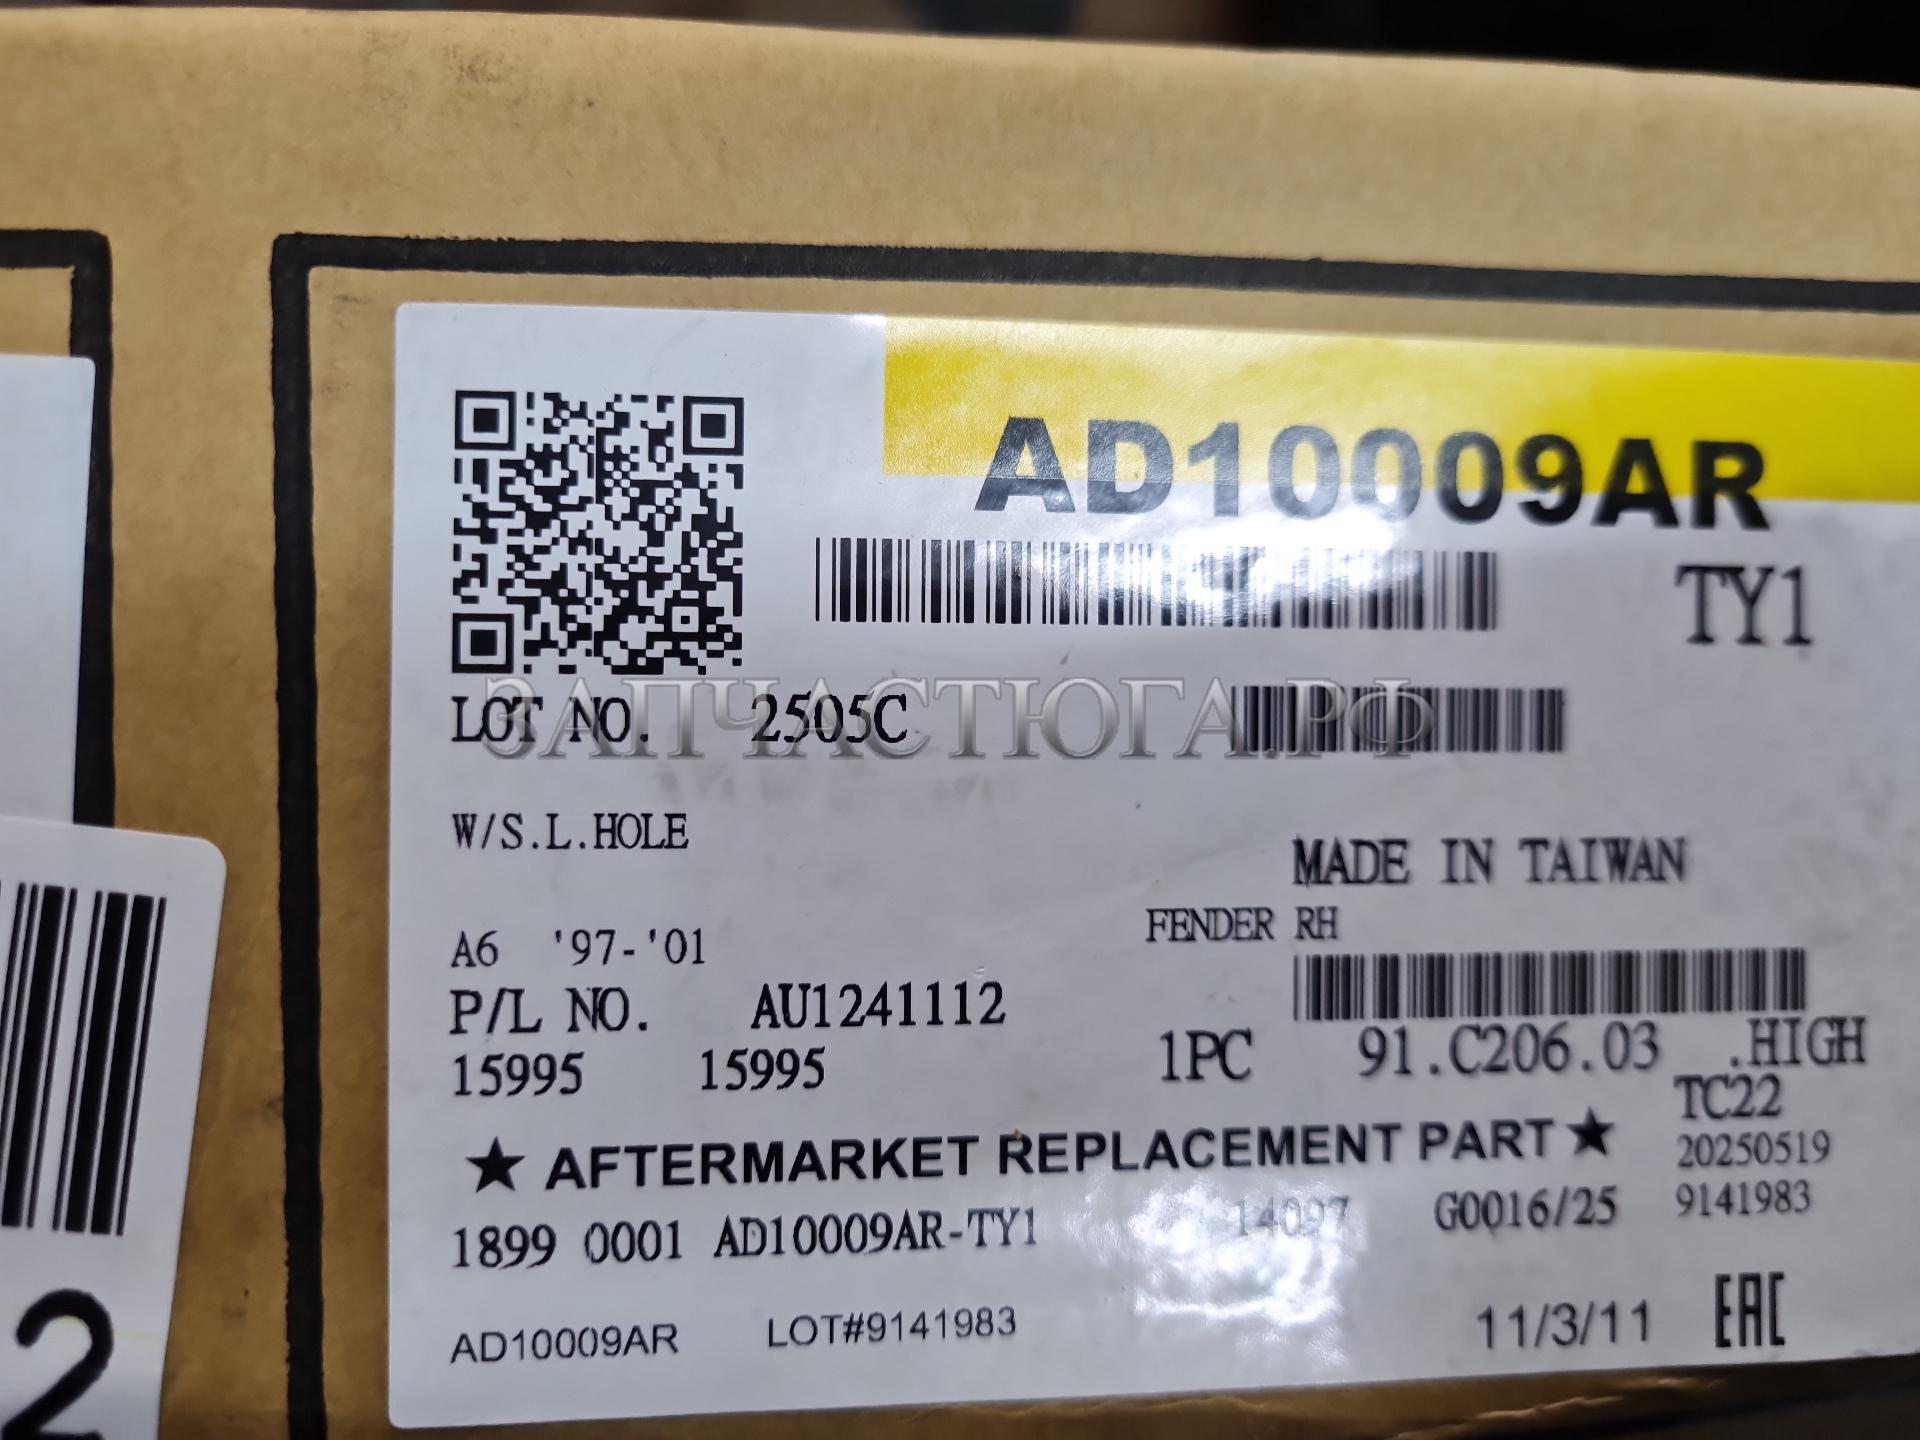 AD10009AR
TY1
LOT NO. 2505C
ЗАПЧАСТЮГА.РФ
W/S.L.HOLE
MADE IN TAIWAN
FENDER RH
A6 '97-'01
P/L NO. AU1241112
1PC 91.C206.03 .HIGH
15995 15995
TC22
★ AFTERMARKET REPLACEMENT PART ★
20250519
1899 0001 AD10009AR-TY1 14097 G0016/25 9141983
AD10009AR LOT#9141983 11/3/11 EAC
2